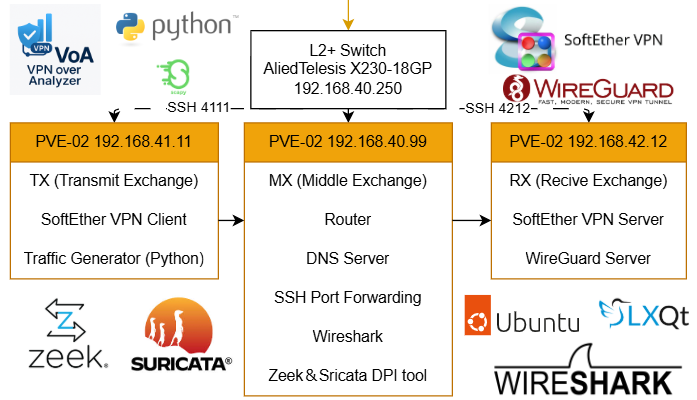 VPN
VoA
VPN over
Analyzer
python™
scapy
L2+ Switch
AliedTelesis X230-18GP
192.168.40.250
SoftEther VPN
WIREGUARD
FAST, MODERN, SECURE VPN TUNNEL
SSH 4111
SSH 4212
PVE-02 192.168.41.11
TX (Transmit Exchange)
SoftEther VPN Client
Traffic Generator (Python)
PVE-02 192.168.40.99
MX (Middle Exchange)
Router
DNS Server
SSH Port Forwarding
Wireshark
Zeek&Sricata DPI tool
PVE-02 192.168.42.12
RX (Recive Exchange)
SoftEther VPN Server
WireGuard Server
zeek®
SURICATA®
Ubuntu
LXQt
WIRESHARK